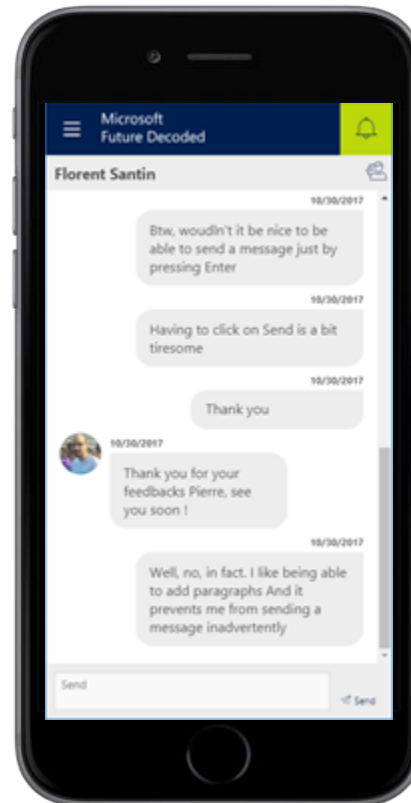 Microsoft
Future Decoded
Florent Santin
10/30/2017
Btw, woudln't it be nice to be
able to send a message just by
pressing Enter
10/30/2017
Having to click on Send is a bit
tiresome
10/30/2017
Thank you
10/30/2017
Thank you for your
feedbacks Pierre, see
you soon !
10/30/2017
Well, no, in fact. I like being able
to add paragraphs And it
prevents me from sending a
message inadvertently
Send
Send